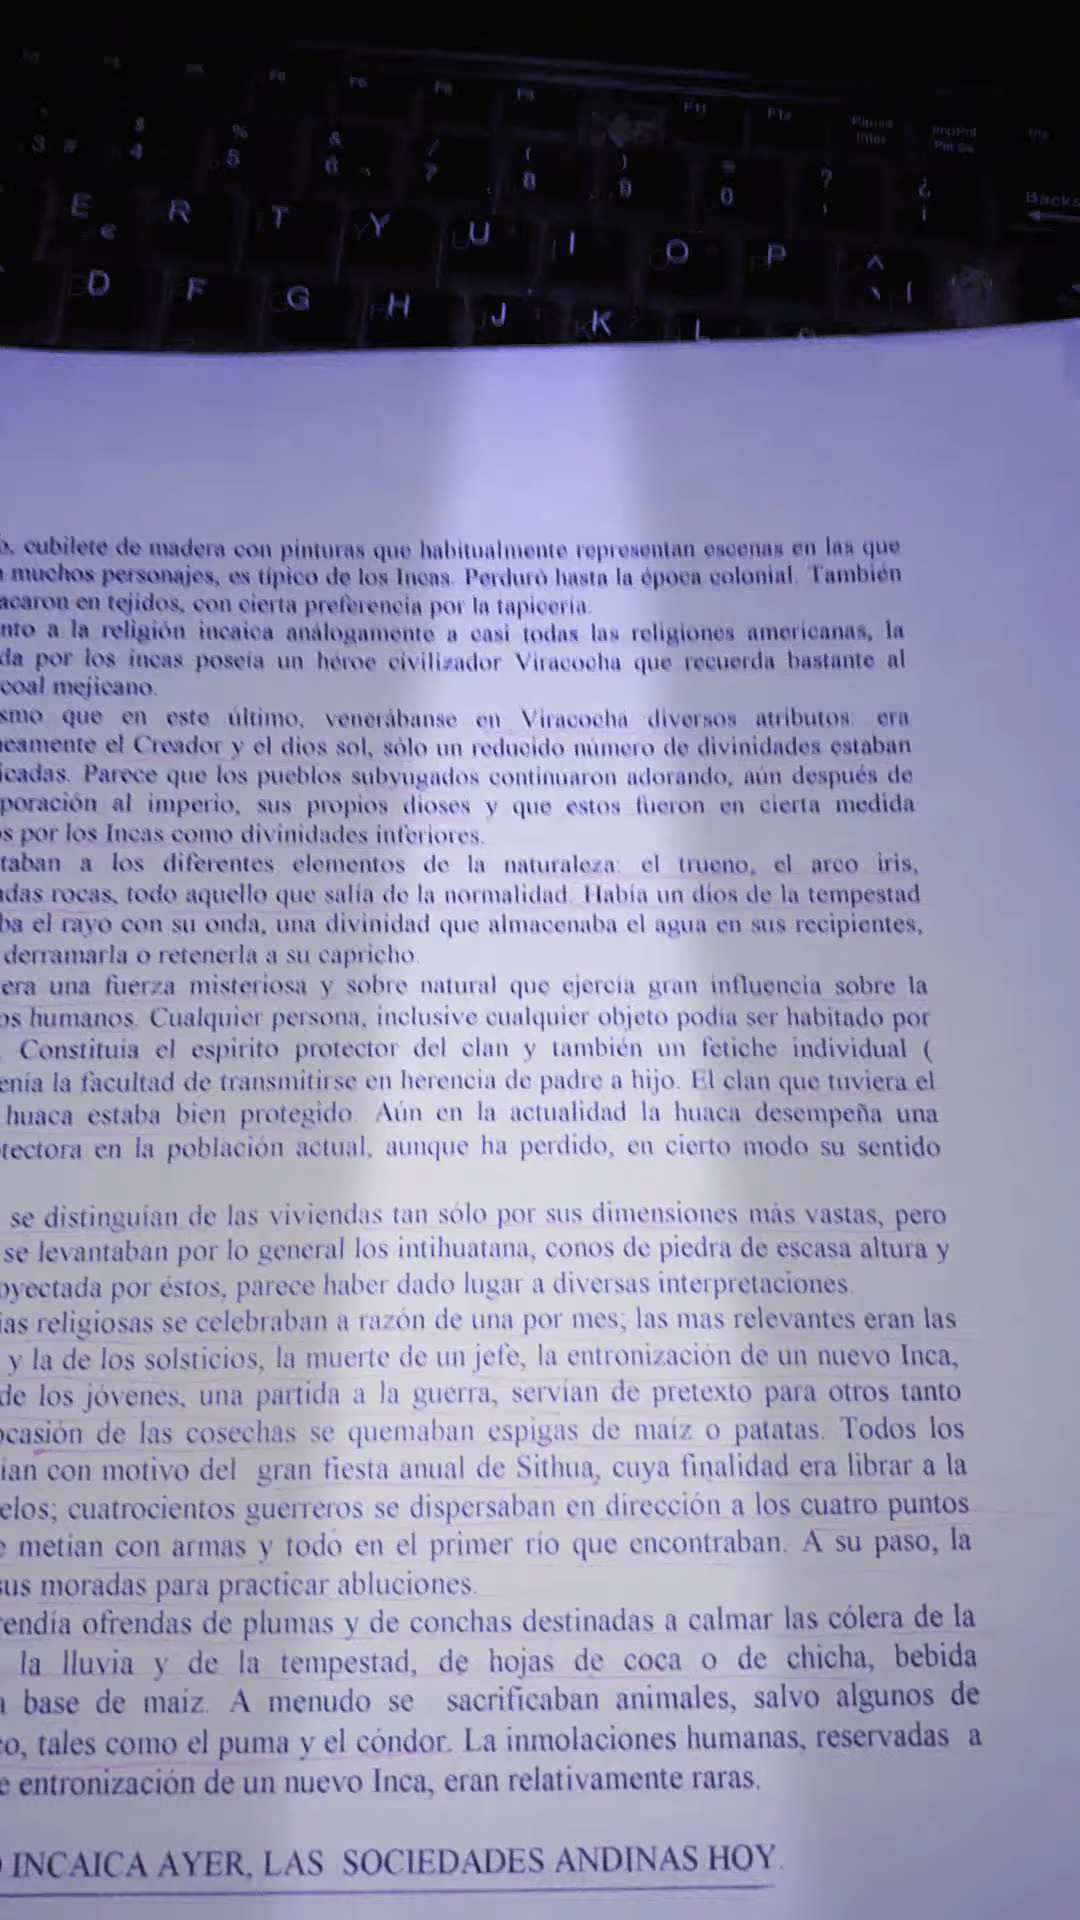 F6 F8 F9 F11 F12 Pausa Inter ImpPnt Pet Sis Ins
3 # $ 4 % 5 & 6 / 7 ( 8 ) 9 = 0 ? ¿ Backs
E € R T Y U I O P ^
D F G H J K L
cubilete de madera con pinturas que habitualmente representan escenas en las que
muchos personajes, es típico de los Incas. Perduró hasta la época colonial. También
acaron en tejidos, con cierta preferencia por la tapicería.
nto a la religión incaica análogamente a casi todas las religiones americanas, la
da por los incas poseía un héroe civilizador Viracocha que recuerda bastante al
coal mejicano.
smo que en este último, venerábanse en Viracocha diversos atributos: era
eamente el Creador y el dios sol, sólo un reducido número de divinidades estaban
icadas. Parece que los pueblos subyugados continuaron adorando, aún después de
poración al imperio, sus propios dioses y que estos fueron en cierta medida
os por los Incas como divinidades inferiores.
taban a los diferentes elementos de la naturaleza: el trueno, el arco iris,
adas rocas, todo aquello que salía de la normalidad. Había un dios de la tempestad
ba el rayo con su onda, una divinidad que almacenaba el agua en sus recipientes,
derramarla o retenerla a su capricho.
era una fuerza misteriosa y sobre natural que ejercía gran influencia sobre la
os humanos. Cualquier persona, inclusive cualquier objeto podía ser habitado por
. Constituía el espirito protector del clan y también un fetiche individual (
enía la facultad de transmitirse en herencia de padre a hijo. El clan que tuviera el
huaca estaba bien protegido. Aún en la actualidad la huaca desempeña una
tectora en la población actual, aunque ha perdido, en cierto modo su sentido
se distinguían de las viviendas tan sólo por sus dimensiones más vastas, pero
se levantaban por lo general los intihuatana, conos de piedra de escasa altura y
oyectada por éstos, parece haber dado lugar a diversas interpretaciones.
ias religiosas se celebraban a razón de una por mes; las mas relevantes eran las
y la de los solsticios, la muerte de un jefe, la entronización de un nuevo Inca,
de los jóvenes, una partida a la guerra, servían de pretexto para otros tanto
ocasión de las cosechas se quemaban espigas de maíz o patatas. Todos los
ían con motivo del gran fiesta anual de Sithua, cuya finalidad era librar a la
elos; cuatrocientos guerreros se dispersaban en dirección a los cuatro puntos
e metían con armas y todo en el primer río que encontraban. A su paso, la
sus moradas para practicar abluciones.
rendía ofrendas de plumas y de conchas destinadas a calmar las cólera de la
la lluvia y de la tempestad, de hojas de coca o de chicha, bebida
a base de maíz. A menudo se sacrificaban animales, salvo algunos de
co, tales como el puma y el cóndor. La inmolaciones humanas, reservadas a
e entronización de un nuevo Inca, eran relativamente raras.
INCAICA AYER, LAS SOCIEDADES ANDINAS HOY.